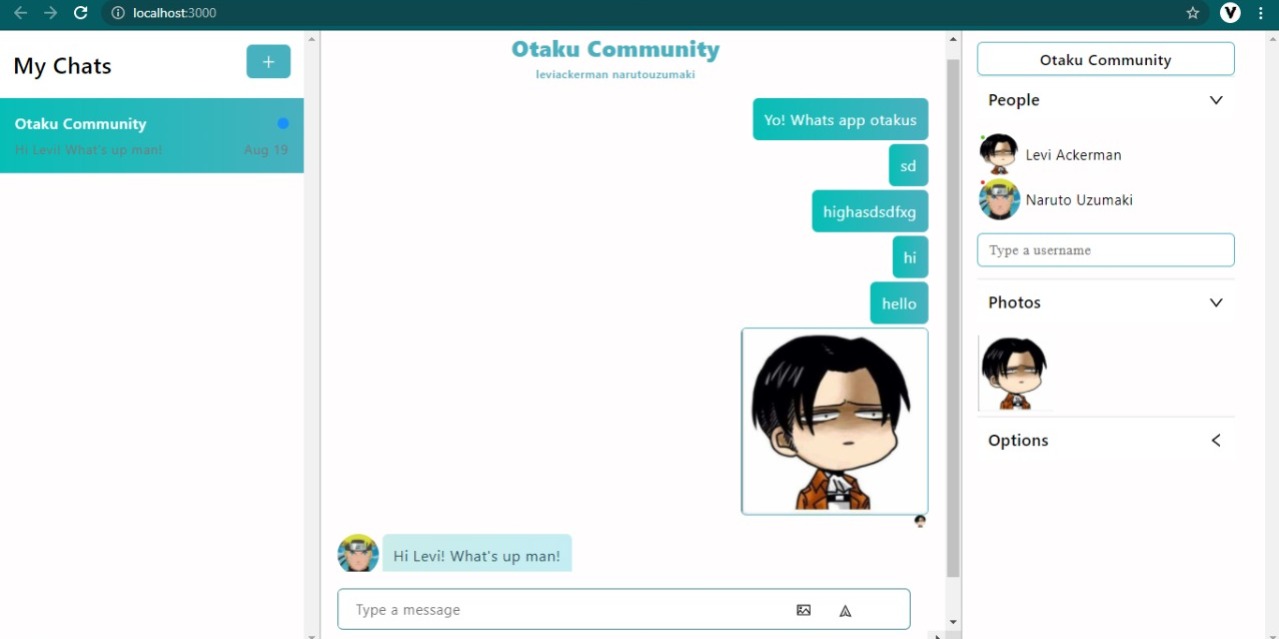 localhost:3000
My Chats
+
Otaku Community
Hi Levi! What's up man!
Aug 19
Otaku Community
leviackerman narutouzumaki
Yo! Whats app otakus
sd
highasdsdfxg
hi
hello
Hi Levi! What's up man!
Type a message
Otaku Community
People
Levi Ackerman
Naruto Uzumaki
Type a username
Photos
Options
V